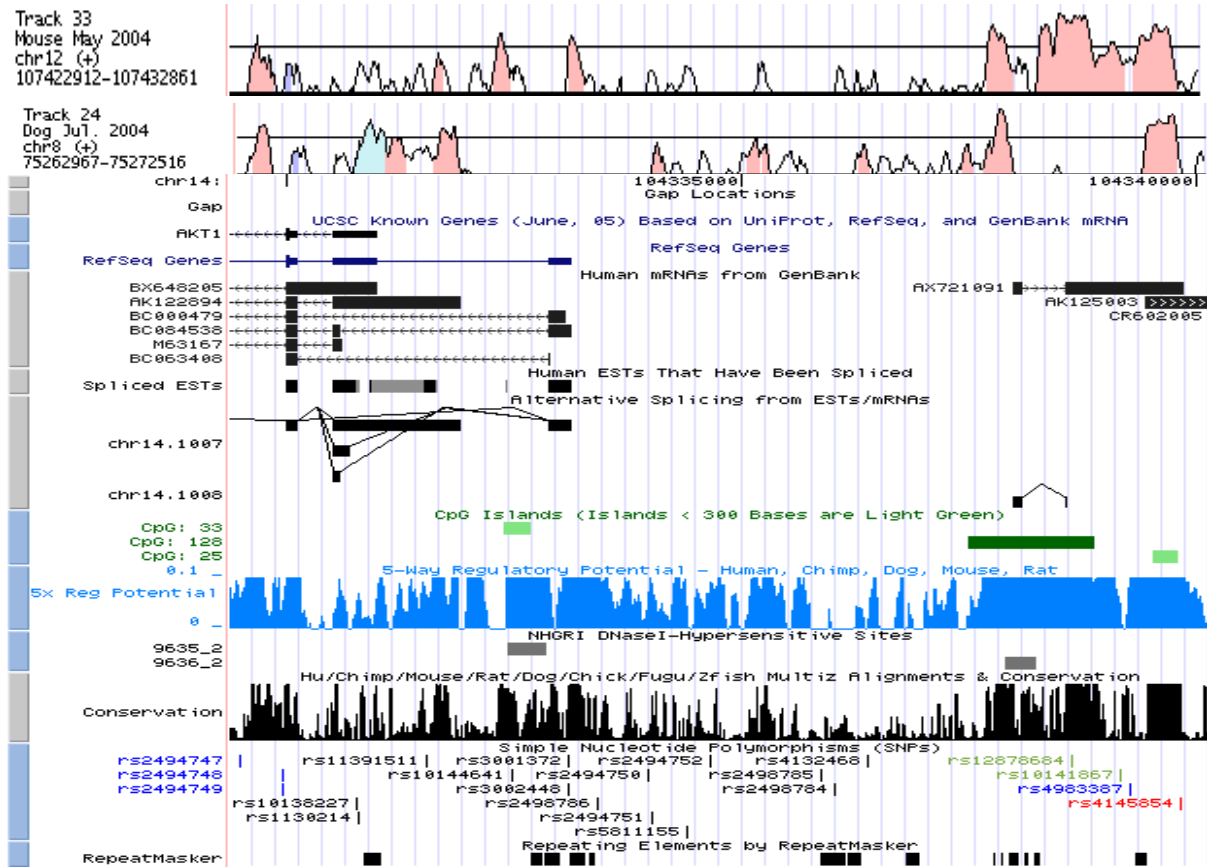 Track 33
Mouse May 2004
chr12 (+)
107422912-107432861
Track 24
Dog Jul. 2004
chr8 (+)
75262967-75272516
chr14: 104335000 104340000
Gap Locations
Gap
UCSC Known Genes (June, 05) Based on UniProt, RefSeq, and GenBank mRNA
AKT1
RefSeq Genes
RefSeq Genes
Human mRNAs from GenBank
BX648205 AX721091
AK122894 AK125003
BC000479 CR602005
BC084538
M63167
BC063408
Human ESTs That Have Been Spliced
Spliced ESTs
Alternative Splicing from ESTs/mRNAs
chr14.1007
chr14.1008
CpG Islands (Islands < 300 Bases are Light Green)
CpG: 33
CpG: 128
CpG: 25
5-Way Regulatory Potential - Human, Chimp, Dog, Mouse, Rat
0.1 _
5x Reg Potential
0 _
NHGRI DNaseI-Hypersensitive Sites
9635_2
9636_2
Hu/Chimp/Mouse/Rat/Dog/Chick/Fugu/Zfish Multiz Alignments & Conservation
Conservation
Simple Nucleotide Polymorphisms (SNPs)
rs2494747 rs11391511 rs3001372 rs2494752 rs4132468 rs12878684
rs2494748 rs10144641 rs2494750 rs2498785 rs10141867
rs2494749 rs3002448 rs2498784 rs4983387
rs10138227 rs2498786 rs4145854
rs1130214 rs2494751
rs5811155
Repeating Elements by RepeatMasker
RepeatMasker